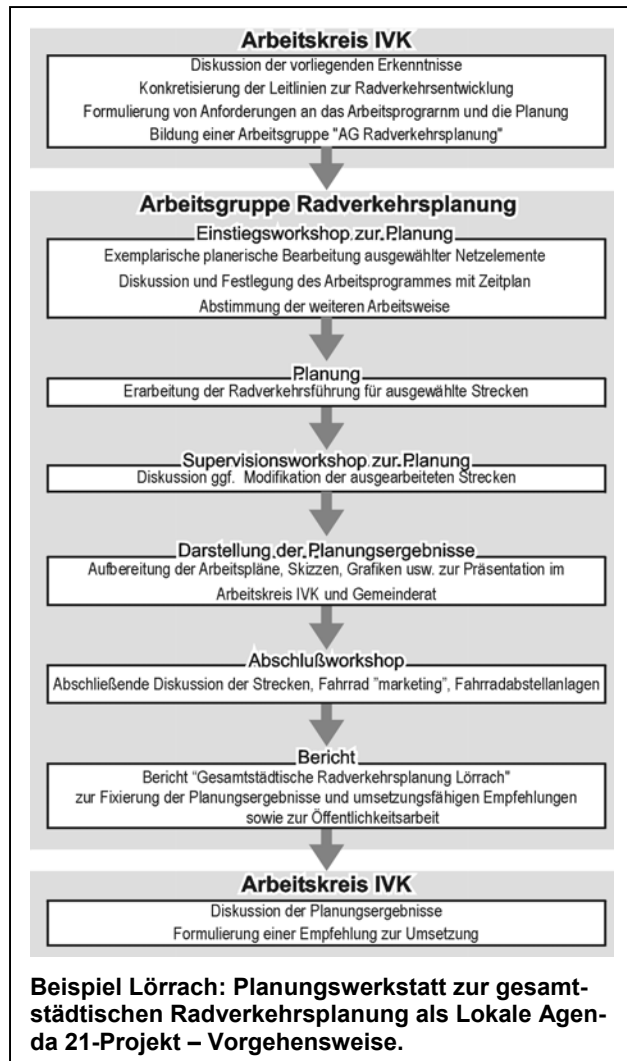 Arbeitskreis IVK
Diskussion der vorliegenden Erkenntnisse
Konkretisierung der Leitlinien zur Radverkehrsentwicklung
Formulierung von Anforderungen an das Arbeitsprogramm und die Planung
Bildung einer Arbeitsgruppe "AG Radverkehrsplanung"
Arbeitsgruppe Radverkehrsplanung
Einstiegsworkshop zur Planung
Exemplarische planerische Bearbeitung ausgewählter Netzelemente
Diskussion und Festlegung des Arbeitsprogrammes mit Zeitplan
Abstimmung der weiteren Arbeitsweise
Planung
Erarbeitung der Radverkehrsführung für ausgewählte Strecken
Supervisionsworkshop zur Planung
Diskussion ggf. Modifikation der ausgearbeiteten Strecken
Darstellung der Planungsergebnisse
Aufbereitung der Arbeitspläne, Skizzen, Grafiken usw. zur Präsentation im
Arbeitskreis IVK und Gemeinderat
Abschlußworkshop
Abschließende Diskussion der Strecken, Fahrrad "marketing", Fahrradabstellanlagen
Bericht
Bericht "Gesamtstädtische Radverkehrsplanung Lörrach"
zur Fixierung der Planungsergebnisse und umsetzungsfähigen Empfehlungen
sowie zur Öffentlichkeitsarbeit
Arbeitskreis IVK
Diskussion der Planungsergebnisse
Formulierung einer Empfehlung zur Umsetzung
Beispiel Lörrach: Planungswerkstatt zur gesamt-
städtischen Radverkehrsplanung als Lokale Agen-
da 21-Projekt – Vorgehensweise.